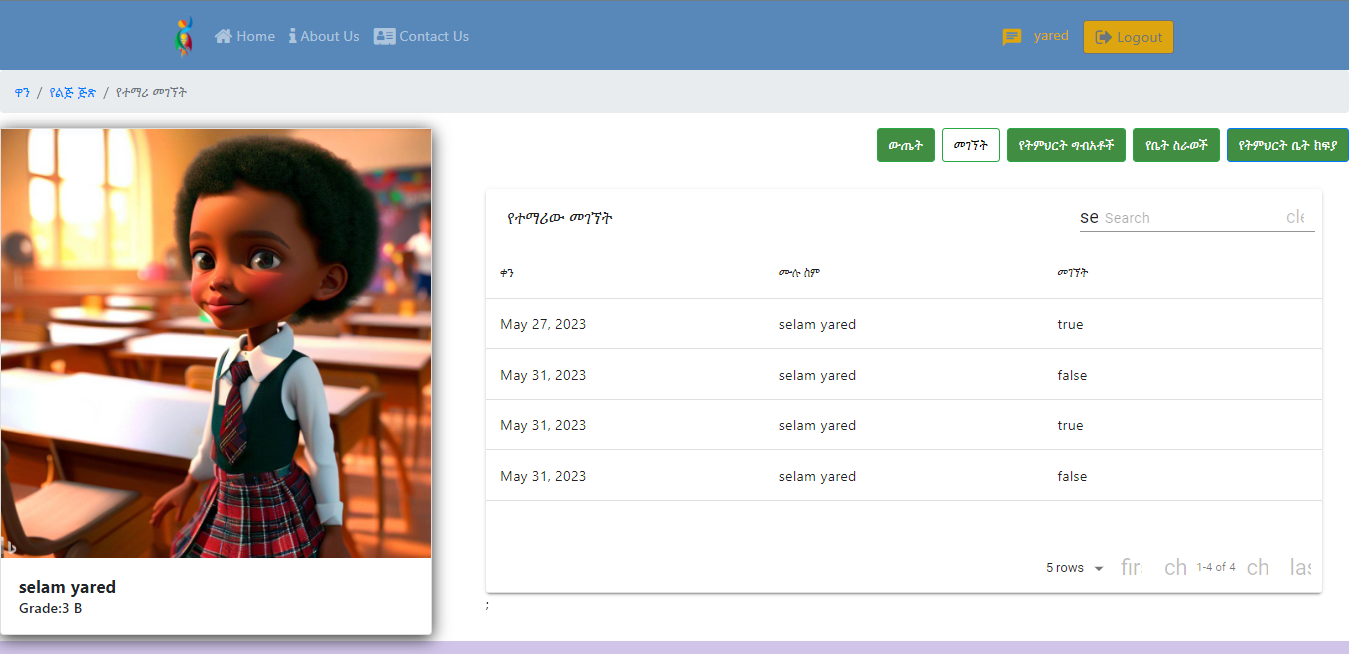 Home About Us Contact Us yared Logout
ዋን / የልጅ ጅጽ / የተማሪ መገኘት
ውጤት መገኘት የትምህርት ግብአቶች የቤት ስራወች የትምህርት ቤት ከፍያ
የተማሪው መገኘት se Search cle
ቀን ሙሉ ስም መገኘት
May 27, 2023 selam yared true
May 31, 2023 selam yared false
May 31, 2023 selam yared true
May 31, 2023 selam yared false
5 rows fir ch 1-4 of 4 ch las
;
b
selam yared
Grade:3 B